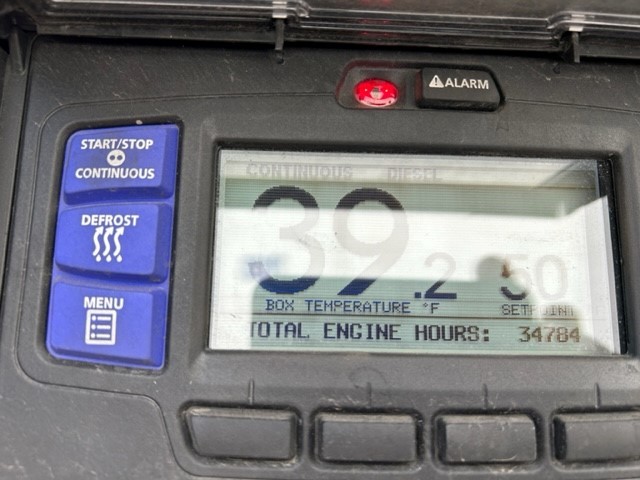 ALARM
START/STOP
CONTINUOUS
DEFROST
MENU
CONTINUOUS DIESEL
39.2 50
BOX TEMPERATURE °F SETPOINT
TOTAL ENGINE HOURS: 34784